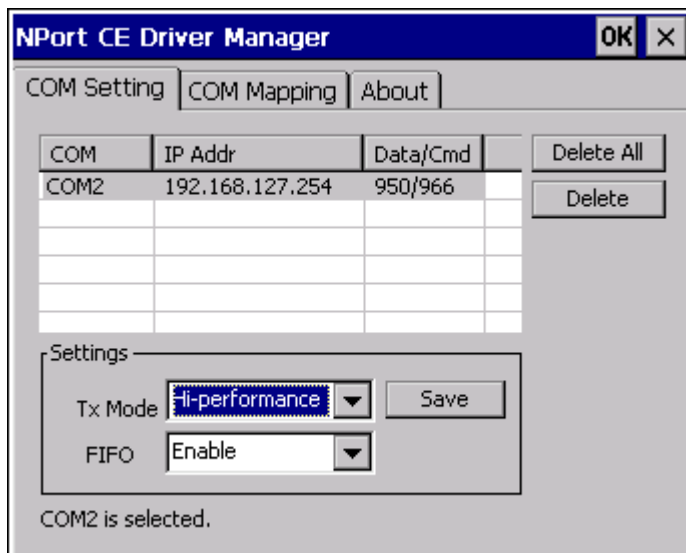 NPort CE Driver Manager OK ×
COM Setting COM Mapping About
COM IP Addr Data/Cmd Delete All
COM2 192.168.127.254 950/966 Delete
Settings
Tx Mode Hi-performance Save
FIFO Enable
COM2 is selected.